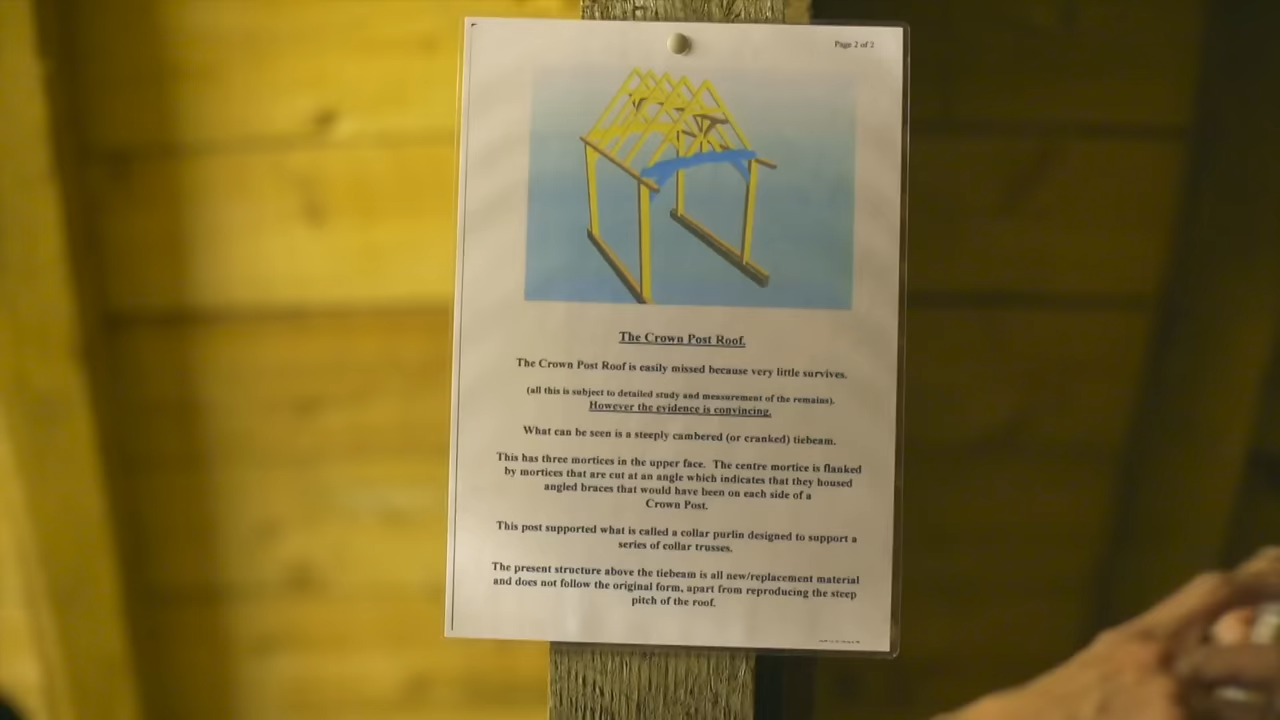 Page 2 of 2
The Crown Post Roof.
The Crown Post Roof is easily missed because very little survives.
(all this is subject to detailed study and measurement of the remains).
However the evidence is convincing.
What can be seen is a steeply cambered (or cranked) tiebeam.
This has three mortices in the upper face. The centre mortice is flanked
by mortices that are cut at an angle which indicates that they housed
angled braces that would have been on each side of a
Crown Post.
This post supported what is called a collar purlin designed to support a
series of collar trusses.
The present structure above the tiebeam is all new/replacement material
and does not follow the original form, apart from reproducing the steep
pitch of the roof.